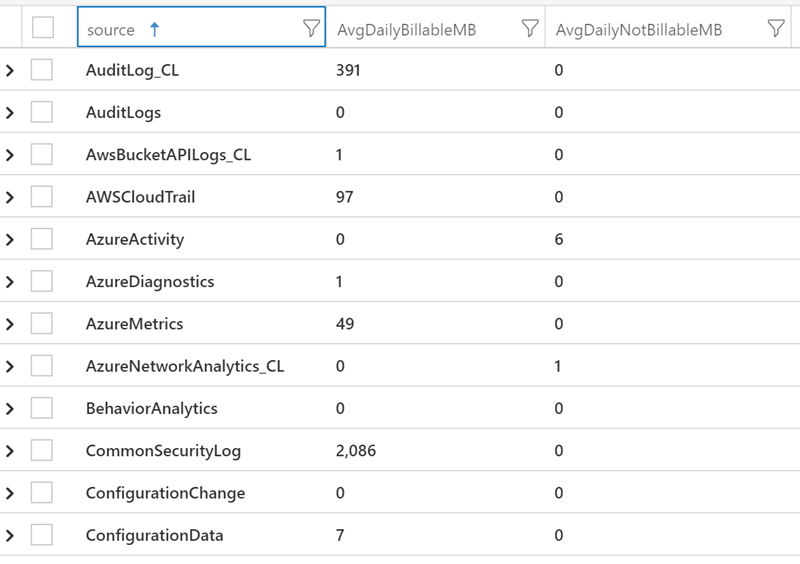 source ↑ AvgDailyBillableMB AvgDailyNotBillableMB
AuditLog_CL 391 0
AuditLogs 0 0
AwsBucketAPILogs_CL 1 0
AWSCloudTrail 97 0
AzureActivity 0 6
AzureDiagnostics 1 0
AzureMetrics 49 0
AzureNetworkAnalytics_CL 0 1
BehaviorAnalytics 0 0
CommonSecurityLog 2,086 0
ConfigurationChange 0 0
ConfigurationData 7 0